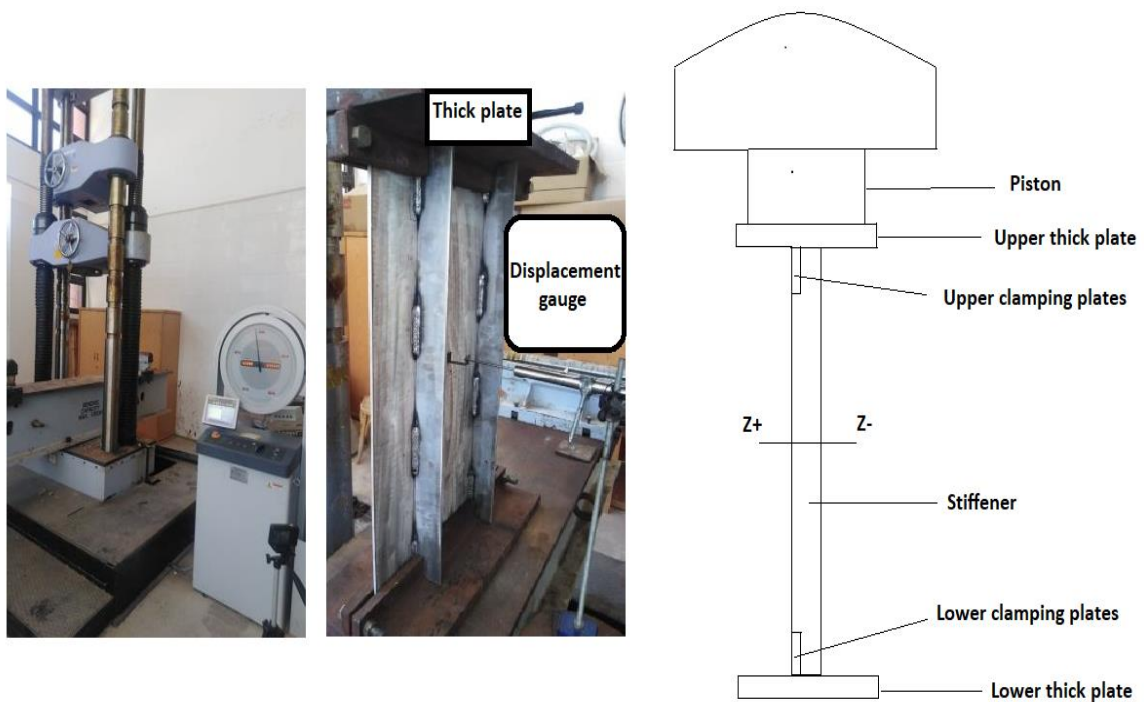 Thick plate
Displacement
gauge
Piston
Upper thick plate
Upper clamping plates
Z+
Z-
Stiffener
Lower clamping plates
Lower thick plate